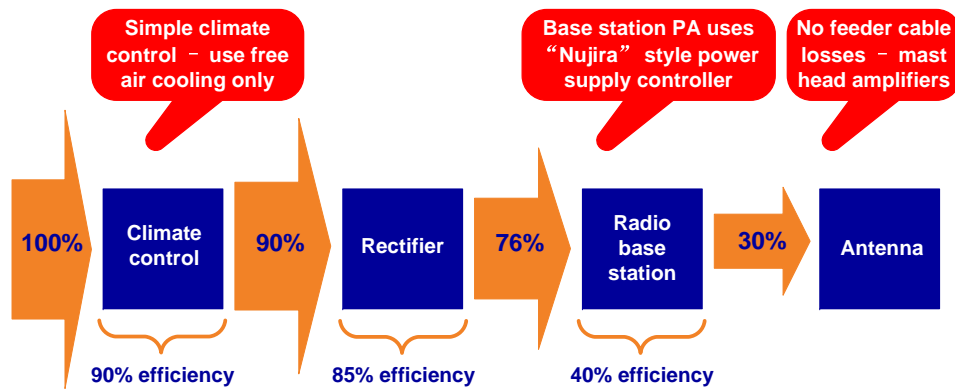 Simple climate
control – use free
air cooling only
Base station PA uses
“Nujira” style power
supply controller
No feeder cable
losses – mast
head amplifiers
100%
Climate
control
90%
Rectifier
76%
Radio
base
station
30%
Antenna
90% efficiency
85% efficiency
40% efficiency